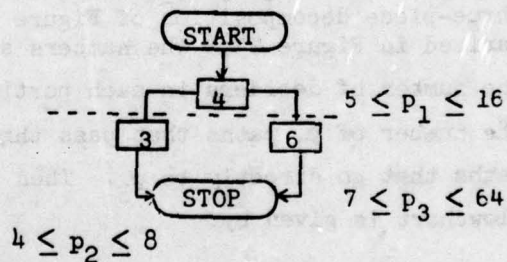 START
4
5 ≤ p₁ ≤ 16
3
6
STOP
7 ≤ p₃ ≤ 64
4 ≤ p₂ ≤ 8